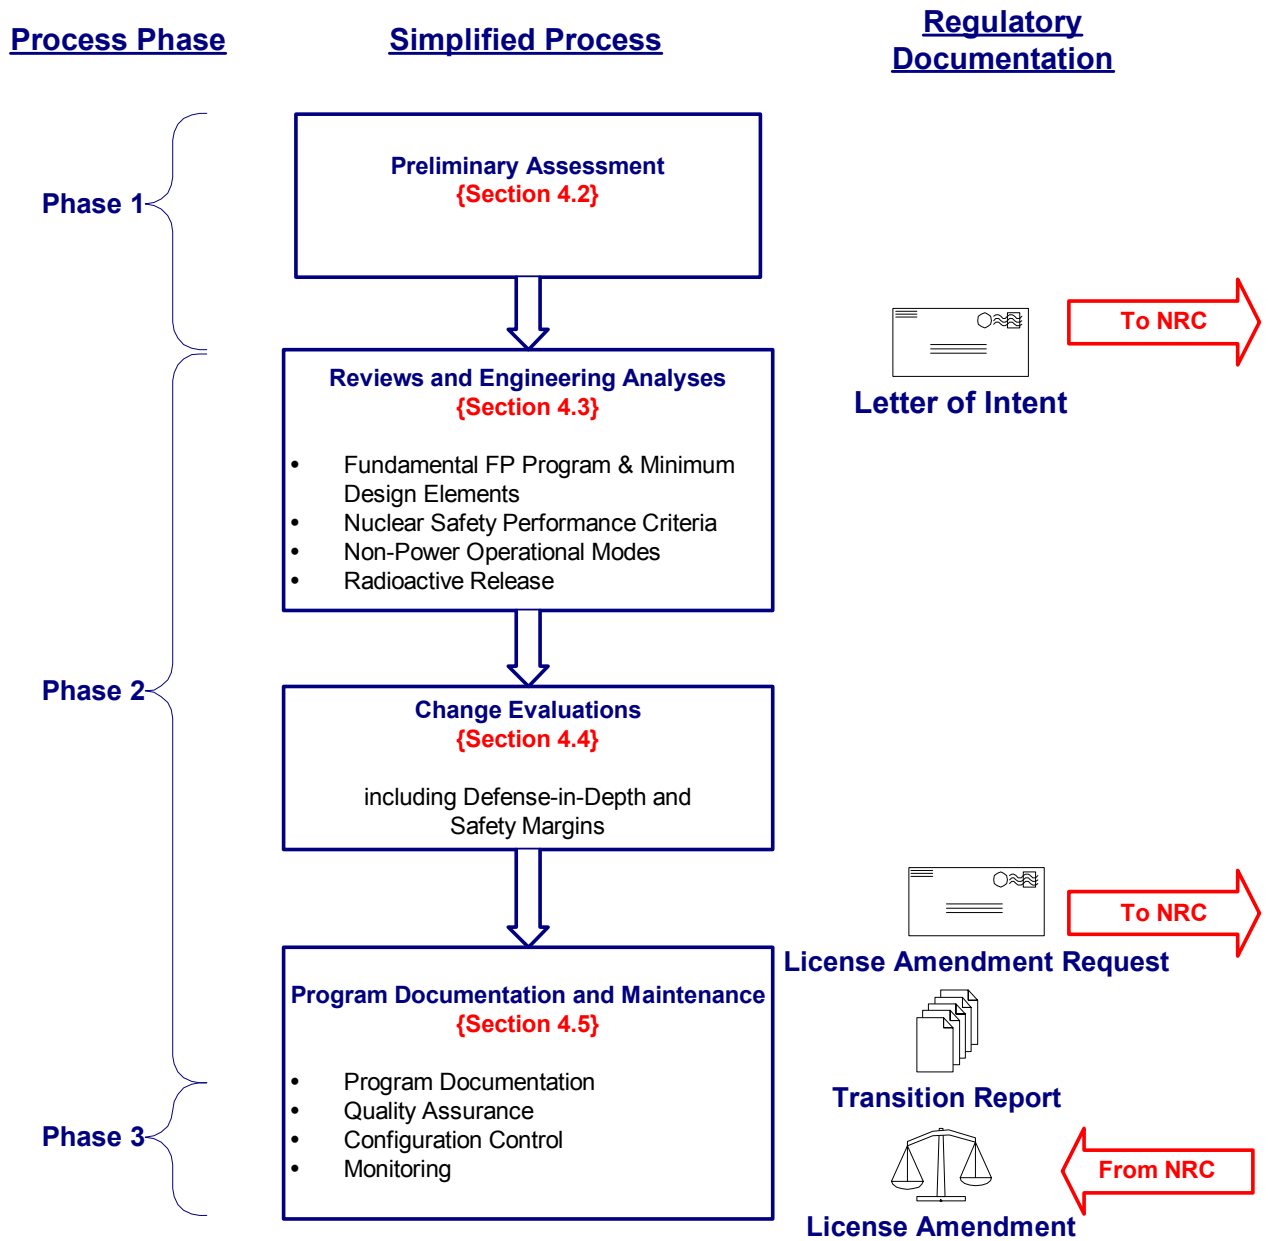 Process Phase
Simplified Process
Regulatory
Documentation
Phase 1
Preliminary Assessment
{Section 4.2}
To NRC
Letter of Intent
Phase 2
Reviews and Engineering Analyses
{Section 4.3}
• Fundamental FP Program & Minimum
Design Elements
• Nuclear Safety Performance Criteria
• Non-Power Operational Modes
• Radioactive Release
Change Evaluations
{Section 4.4}
including Defense-in-Depth and
Safety Margins
To NRC
License Amendment Request
Program Documentation and Maintenance
{Section 4.5}
• Program Documentation
• Quality Assurance
• Configuration Control
• Monitoring
Phase 3
Transition Report
From NRC
License Amendment